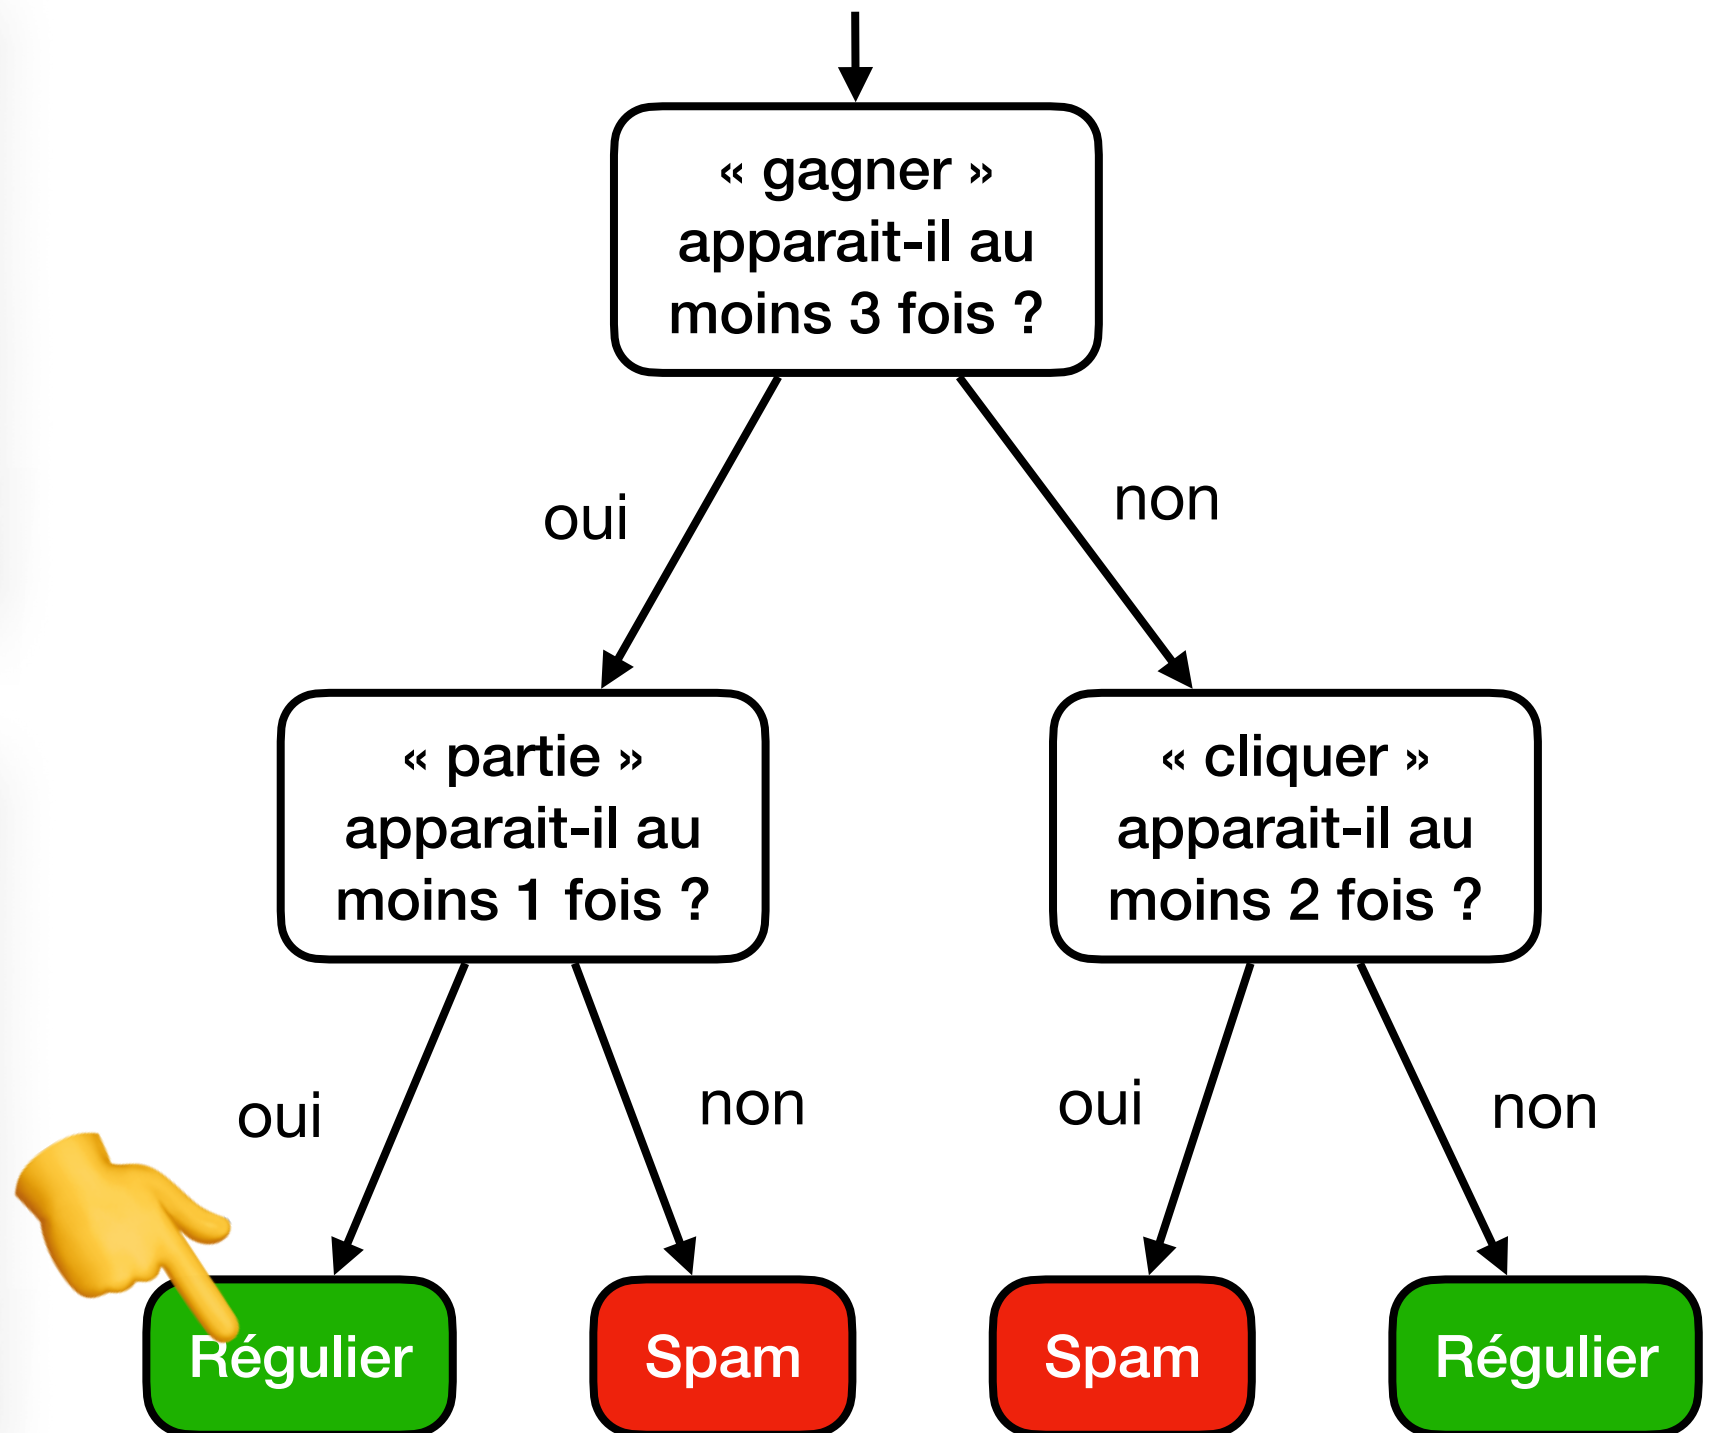 « gagner »
apparait-il au
moins 3 fois ?
oui
non
« partie »
apparait-il au
moins 1 fois ?
« cliquer »
apparait-il au
moins 2 fois ?
oui
non
oui
non
Régulier
Spam
Spam
Régulier